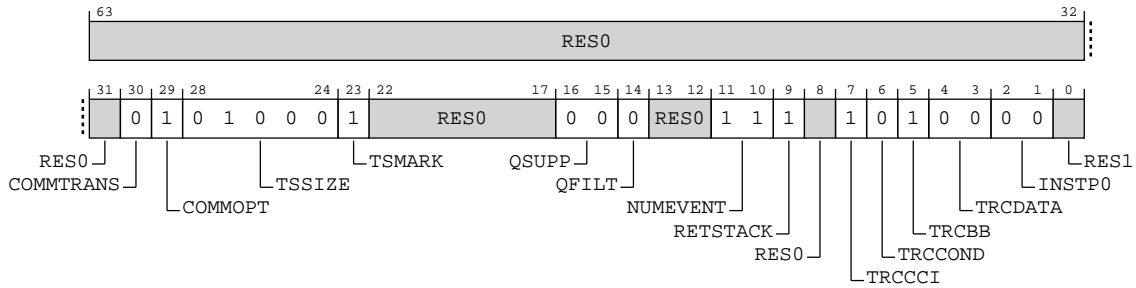 63 32
RES0
31 30 29 28 24 23 22 17 16 15 14 13 12 11 10 9 8 7 6 5 4 3 2 1 0
0 1 0 1 0 0 0 1 RES0 0 0 0 RES0 1 1 1 1 0 1 0 0 0 0
RES0 TSMARK QSUPP RES1
COMMTRANS TSSIZE QFILT INSTP0
COMMOPT NUMEVENT TRCDATA
RETSTACK TRCBB
RES0 TRCCOND
TRCCCI